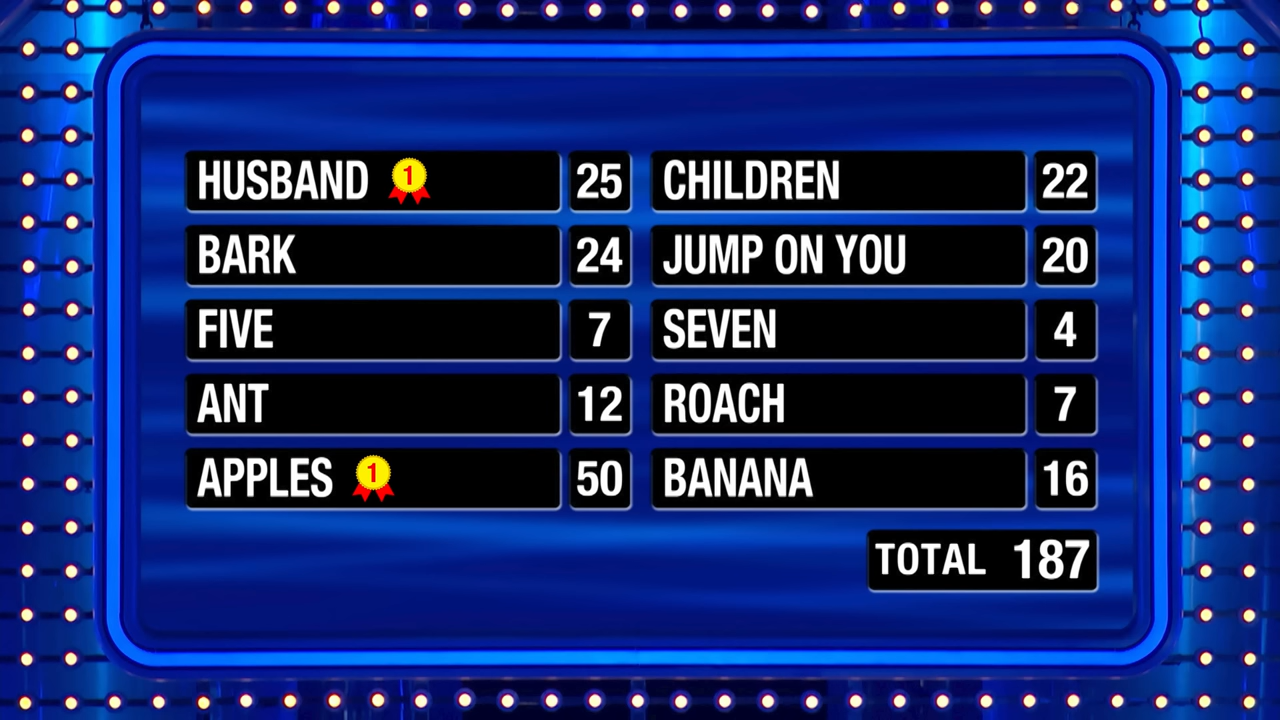 HUSBAND 1 25 CHILDREN 22
BARK 24 JUMP ON YOU 20
FIVE 7 SEVEN 4
ANT 12 ROACH 7
APPLES 1 50 BANANA 16
TOTAL 187